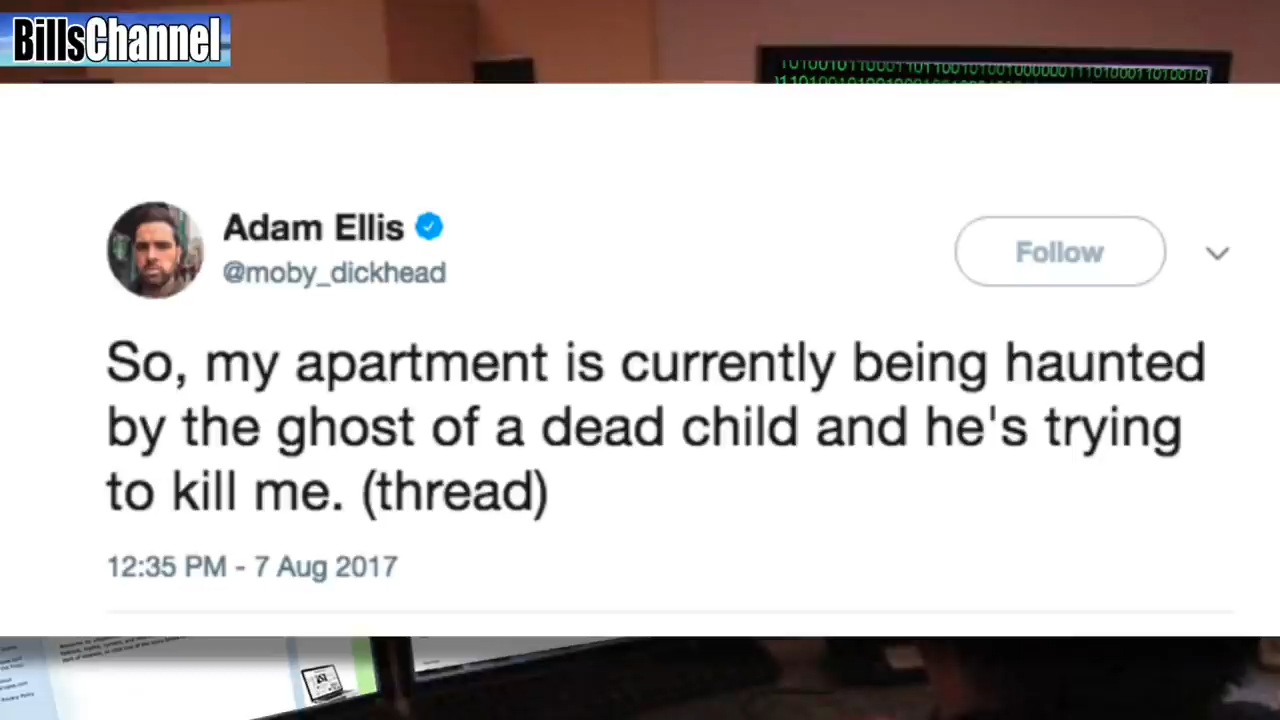 BillsChannel
Adam Ellis
@moby_dickhead
Follow
So, my apartment is currently being haunted
by the ghost of a dead child and he's trying
to kill me. (thread)
12:35 PM - 7 Aug 2017